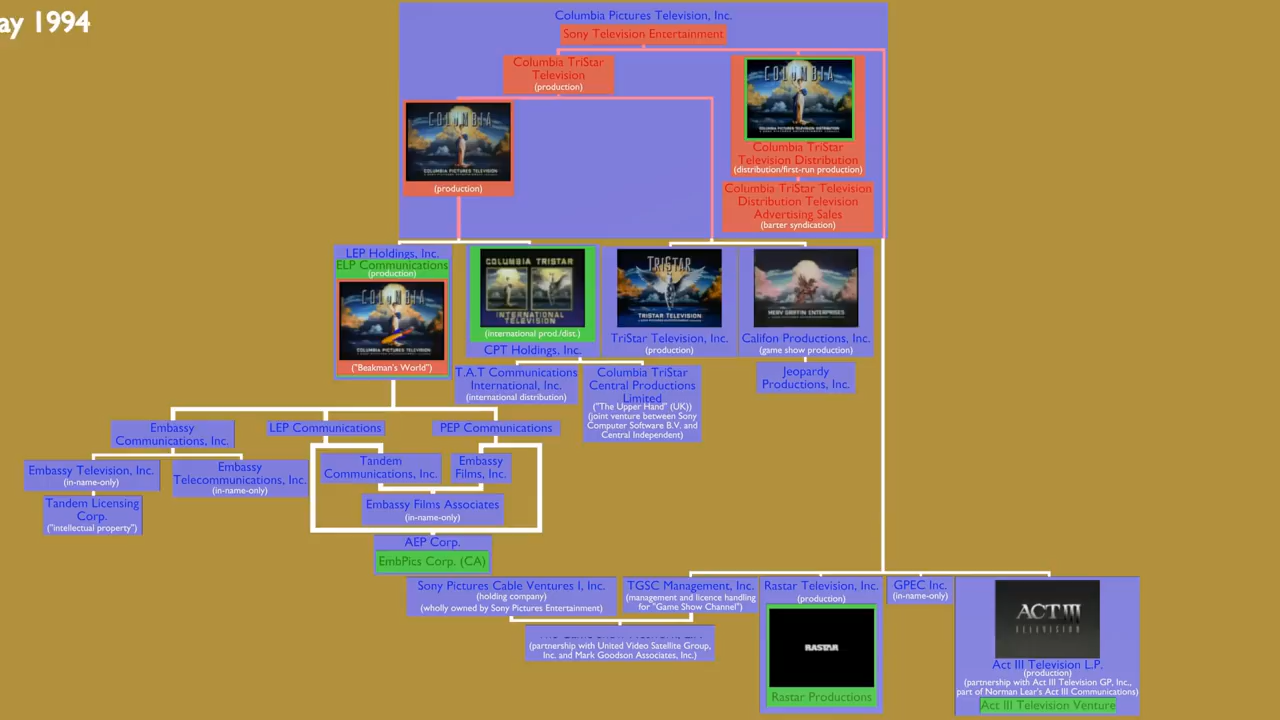 ay 1994
Columbia Pictures Television, Inc.
Sony Television Entertainment
Columbia TriStar
Television
(production)
COLUMBIA
COLUMBIA PICTURES TELEVISION
(production)
COLUMBIA
COLUMBIA PICTURES TELEVISION DISTRIBUTION
Columbia TriStar
Television Distribution
(distribution/first-run production)
Columbia TriStar Television
Distribution Television
Advertising Sales
(barter syndication)
LEP Holdings, Inc.
ELP Communications
(production)
COLUMBIA
COLUMBIA PICTURES TELEVISION
("Beakman's World")
COLUMBIA TRISTAR
INTERNATIONAL
TELEVISION
(international prod./dist.)
CPT Holdings, Inc.
TRISTAR
TRISTAR TELEVISION
TriStar Television, Inc.
(production)
MERV GRIFFIN ENTERPRISES
Califon Productions, Inc.
(game show production)
T.A.T Communications
International, Inc.
(international distribution)
Columbia TriStar
Central Productions
Limited
("The Upper Hand" (UK))
(joint venture between Sony
Computer Software B.V. and
Central Independent)
Jeopardy
Productions, Inc.
Embassy
Communications, Inc.
LEP Communications
PEP Communications
Embassy Television, Inc.
(in-name-only)
Embassy
Telecommunications, Inc.
(in-name-only)
Tandem
Communications, Inc.
Embassy
Films, Inc.
Tandem Licensing
Corp.
("intellectual property")
Embassy Films Associates
(in-name-only)
AEP Corp.
EmbPics Corp. (CA)
Sony Pictures Cable Ventures I, Inc.
(holding company)
(wholly owned by Sony Pictures Entertainment)
TGSC Management, Inc.
(management and licence handling
for "Game Show Channel")
Rastar Television, Inc.
(production)
RASTAR
Rastar Productions
GPEC Inc.
(in-name-only)
ACT III
TELEVISION
Act III Television L.P.
(production)
(partnership with Act III Television GP, Inc.,
part of Norman Lear's Act III Communications)
Act III Television Venture
(partnership with United Video Satellite Group,
Inc. and Mark Goodson Associates, Inc.)